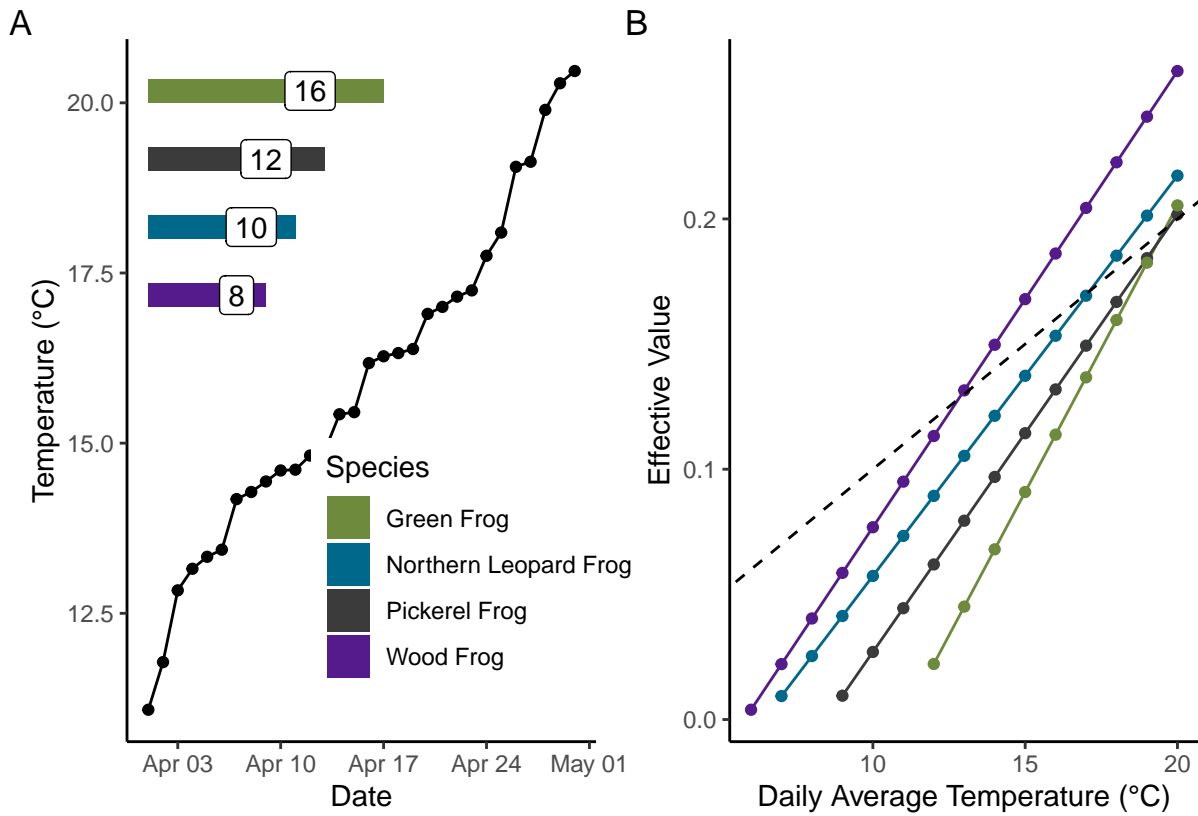 A
20.0
17.5
15.0
12.5
Temperature (°C)
16
12
10
8
Species
Green Frog
Northern Leopard Frog
Pickerel Frog
Wood Frog
Apr 03 Apr 10 Apr 17 Apr 24 May 01
Date
B
0.2
0.1
0.0
Effective Value
10 15 20
Daily Average Temperature (°C)